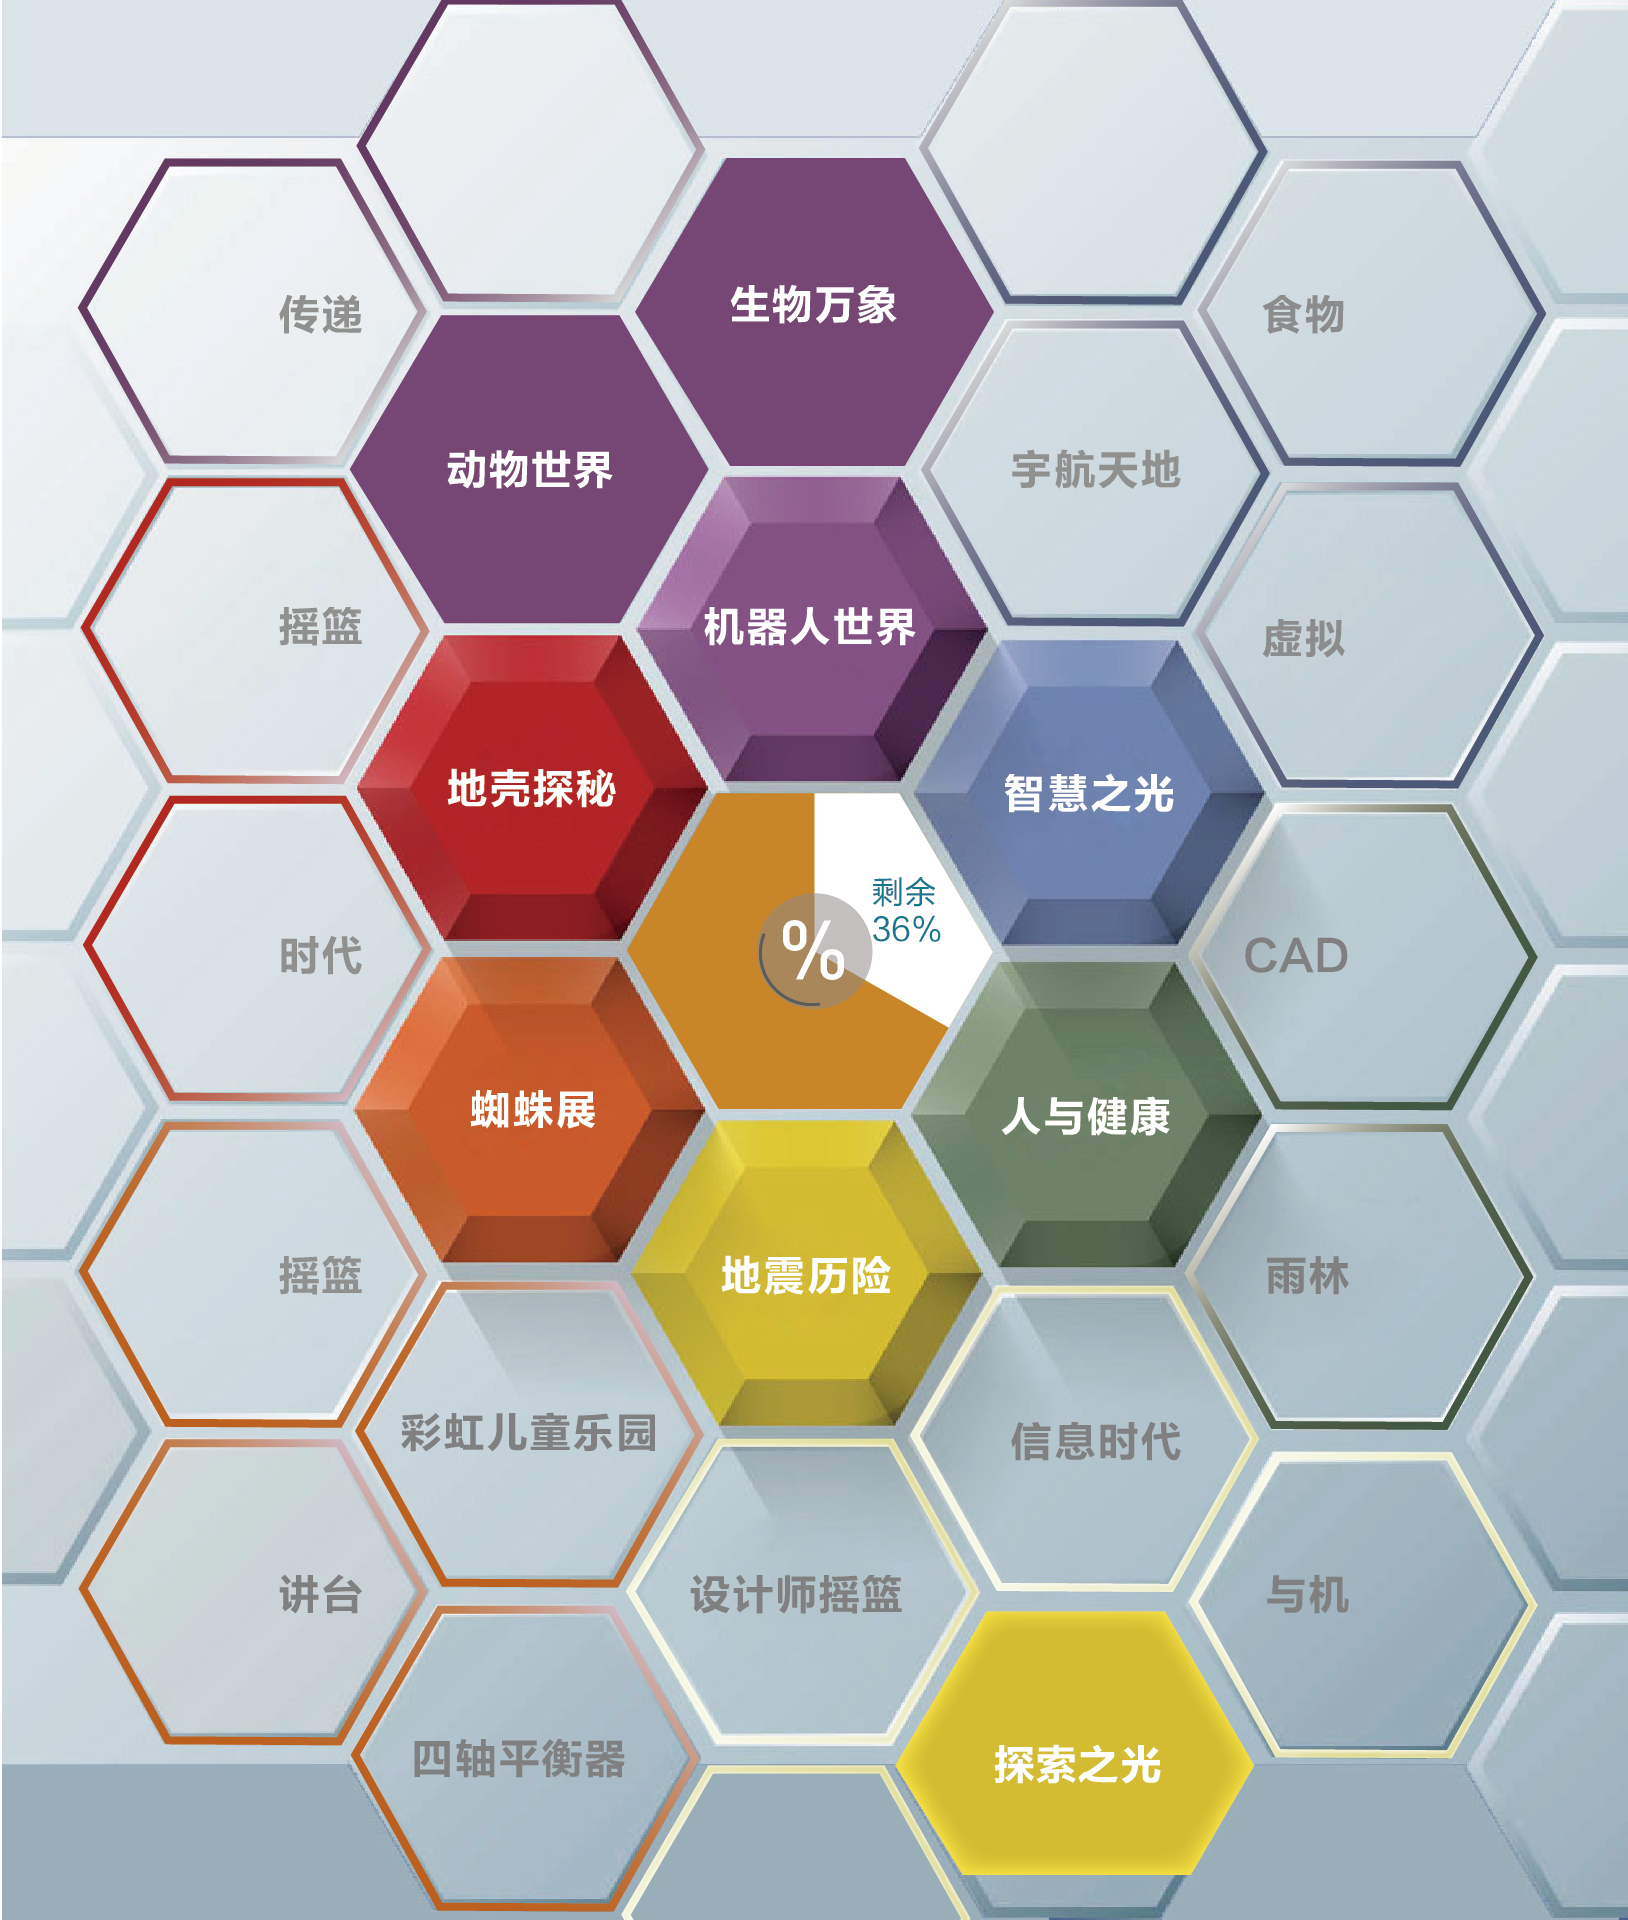 生物万象
传递
食物
动物世界
宇航天地
摇篮
机器人世界
虚拟
地壳探秘
智慧之光
剩余
36%
%
时代
CAD
蜘蛛展
人与健康
摇篮
地震历险
雨林
彩虹儿童乐园
信息时代
讲台
设计师摇篮
与机
四轴平衡器
探索之光